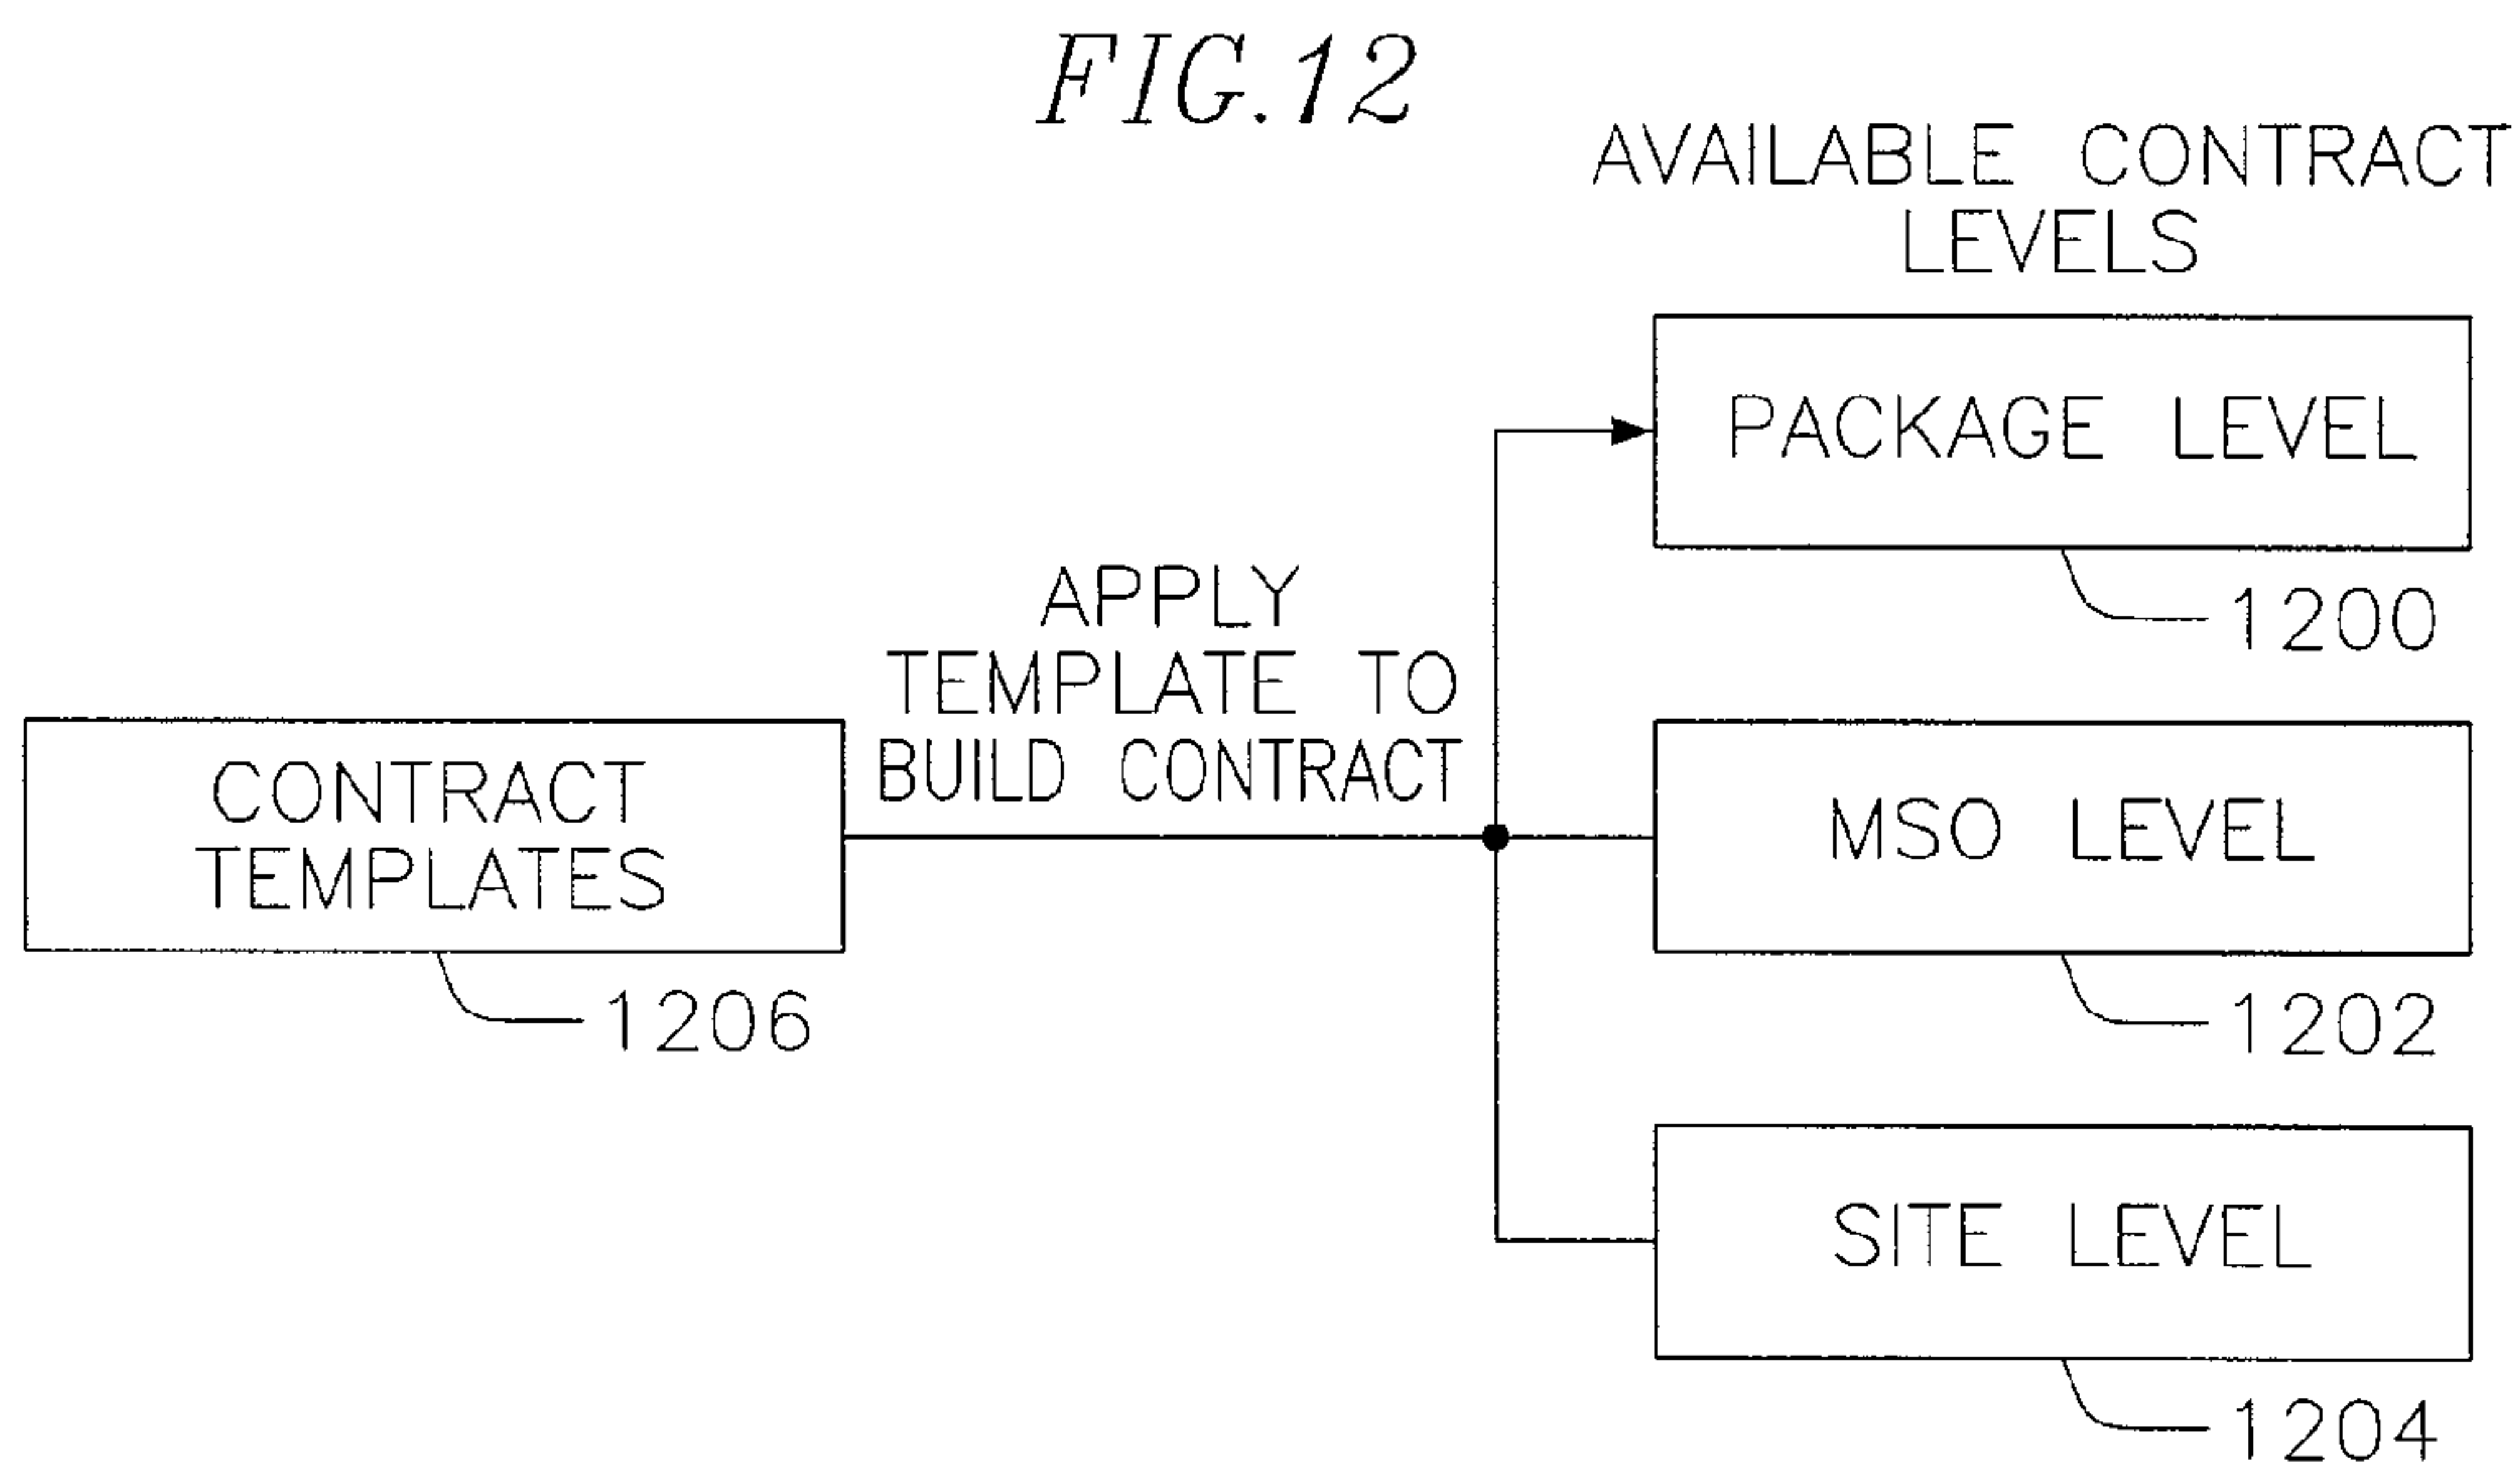 FIG.12
AVAILABLE CONTRACT
LEVELS
PACKAGE LEVEL
1200
APPLY
TEMPLATE TO
BUILD CONTRACT
CONTRACT
TEMPLATES
1206
MSO LEVEL
1202
SITE LEVEL
1204